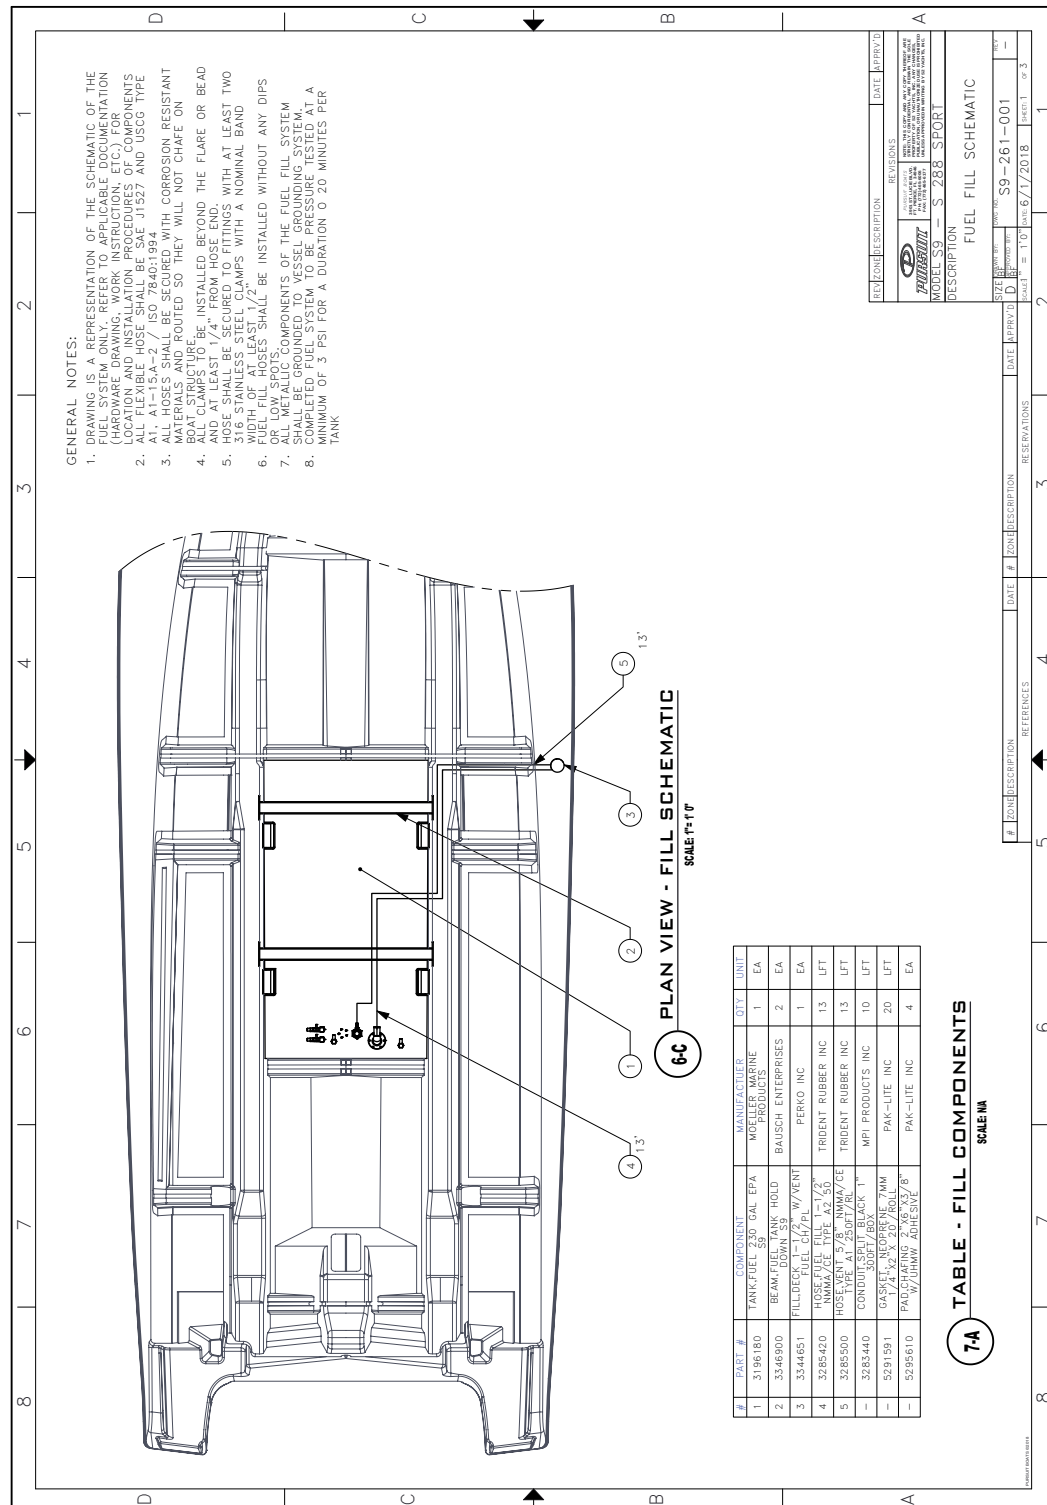 GENERAL NOTES:
1. DRAWING IS A REPRESENTATION OF THE SCHEMATIC OF THE
FUEL SYSTEM ONLY. REFER TO APPLICABLE DOCUMENTATION
(HARDWARE DRAWING, WORK INSTRUCTION, ETC.) FOR
LOCATION AND INSTALLATION PROCEDURES OF COMPONENTS
2. ALL FLEXIBLE HOSE SHALL BE SAE J1527 AND USCG TYPE
A1, A1-15,A-2 / ISO 7840:1994
3. ALL HOSES SHALL BE SECURED WITH CORROSION RESISTANT
MATERIALS AND ROUTED SO THEY WILL NOT CHAFE ON
BOAT STRUCTURE.
4. ALL CLAMPS TO BE INSTALLED BEYOND THE FLARE OR BEAD
AND AT LEAST 1/4" FROM HOSE END.
5. HOSE SHALL BE SECURED TO FITTINGS WITH AT LEAST TWO
316 STAINLESS STEEL CLAMPS WITH A NOMINAL BAND
WIDTH OF AT LEAST 1/2"
6. FUEL FILL HOSES SHALL BE INSTALLED WITHOUT ANY DIPS
OR LOW SPOTS.
7. ALL METALLIC COMPONENTS OF THE FUEL FILL SYSTEM
SHALL BE GROUNDED TO VESSEL GROUNDING SYSTEM.
8. COMPLETED FUEL SYSTEM TO BE PRESSURE TESTED AT A
MINIMUM OF 3 PSI FOR A DURATION O 20 MINUTES PER
TANK
8 7 6 5 4 3 2 1
D
C
B
A
4 13'
1
2
3
5 13'
6-C PLAN VIEW - FILL SCHEMATIC
SCALE: 1"= 1' 0"
# PART # COMPONENT MANUFACTUER QTY UNIT
1 3196180 TANK,FUEL 230 GAL EPA S9 MOELLER MARINE PRODUCTS 1 EA
2 3346900 BEAM,FUEL TANK HOLD DOWN S9 BAUSCH ENTERPRISES 2 EA
3 3344651 FILL,DECK 1-1/2" W/VENT FUEL CH/PL PERKO INC 1 EA
4 3285420 HOSE,FUEL FILL 1-1/2" NMMA/CE TYPE A2 50 TRIDENT RUBBER INC 13 LFT
5 3285500 HOSE,VENT 5/8" NMMA/CE TYPE A1 250FT/RL TRIDENT RUBBER INC 13 LFT
- 3283440 CONDUIT,SPLIT BLACK 1" 300FT/BOX MPI PRODUCTS INC 10 LFT
- 5291591 GASKET, NEOPRENE 7MM 1/4"X2"X 20'/ROLL PAK-LITE INC 20 LFT
- 5295610 PAD,CHAFING 2"X6"X3/8" W/UHMW ADHESIVE PAK-LITE INC 4 EA
7-A TABLE - FILL COMPONENTS
SCALE: N/A
# ZONE DESCRIPTION DATE
REFERENCES
# ZONE DESCRIPTION DATE APPRV'D
RESERVATIONS
REV ZONE DESCRIPTION DATE APPRV'D
REVISIONS
PURSUIT
MODEL S9 - S 288 SPORT
DESCRIPTION
FUEL FILL SCHEMATIC
SIZE D
DWG NO. S9-261-001
REV -
DATE: 6/1/2018
SHEET: 1 OF 3
8 7 6 5 4 3 2
D
C
B
A